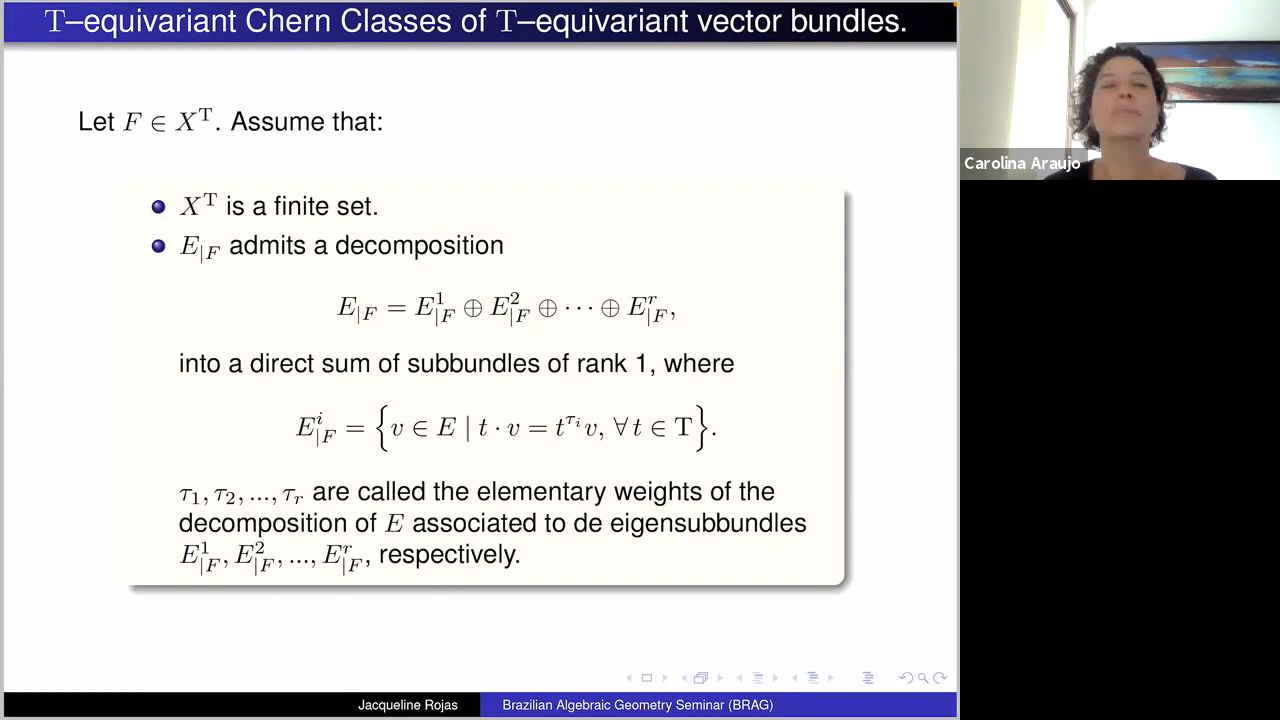 T–equivariant Chern Classes of T–equivariant vector bundles.
Let F ∈ X^T. Assume that:
X^T is a finite set.
E_{|F} admits a decomposition
E_{|F} = E^1_{|F} ⊕ E^2_{|F} ⊕ ··· ⊕ E^r_{|F},
into a direct sum of subbundles of rank 1, where
E^i_{|F} = {v ∈ E | t · v = t^{τ_i} v, ∀ t ∈ T}.
τ_1, τ_2, ..., τ_r are called the elementary weights of the
decomposition of E associated to de eigensubbundles
E^1_{|F}, E^2_{|F}, ..., E^r_{|F}, respectively.
Jacqueline Rojas Brazilian Algebraic Geometry Seminar (BRAG)
Carolina Araujo